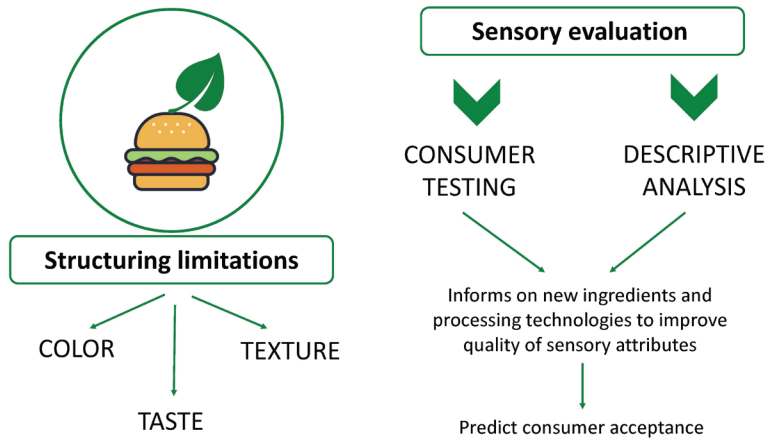 Structuring limitations
COLOR
TASTE
TEXTURE
Sensory evaluation
CONSUMER
TESTING
DESCRIPTIVE
ANALYSIS
Informs on new ingredients and
processing technologies to improve
quality of sensory attributes
Predict consumer acceptance